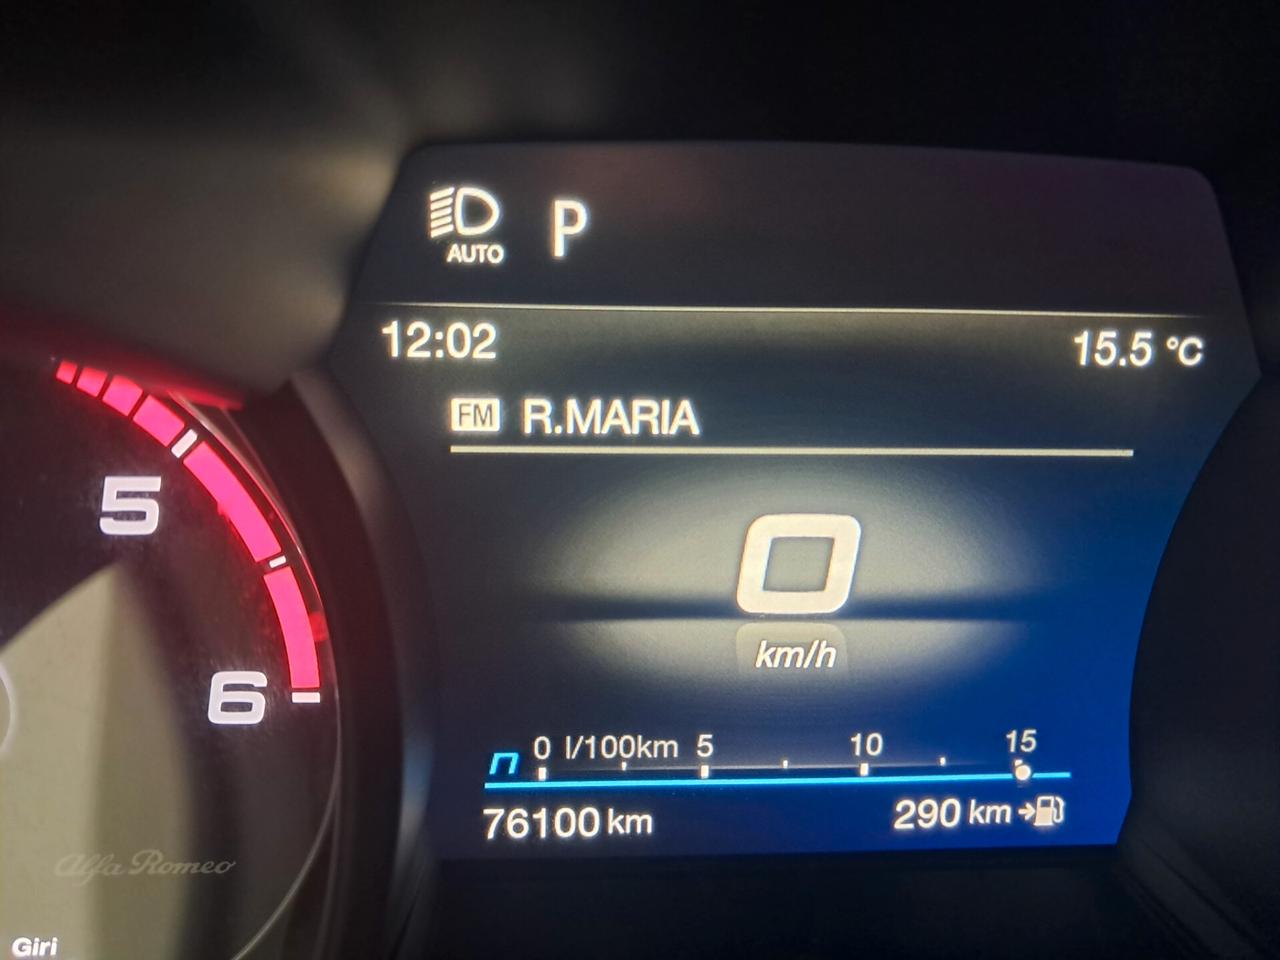 AUTO P
12:02 15.5 °C
FM R.MARIA
5
0
km/h
6
0 l/100km 5 10 15
n
76100 km 290 km
Alfa Romeo
Giri